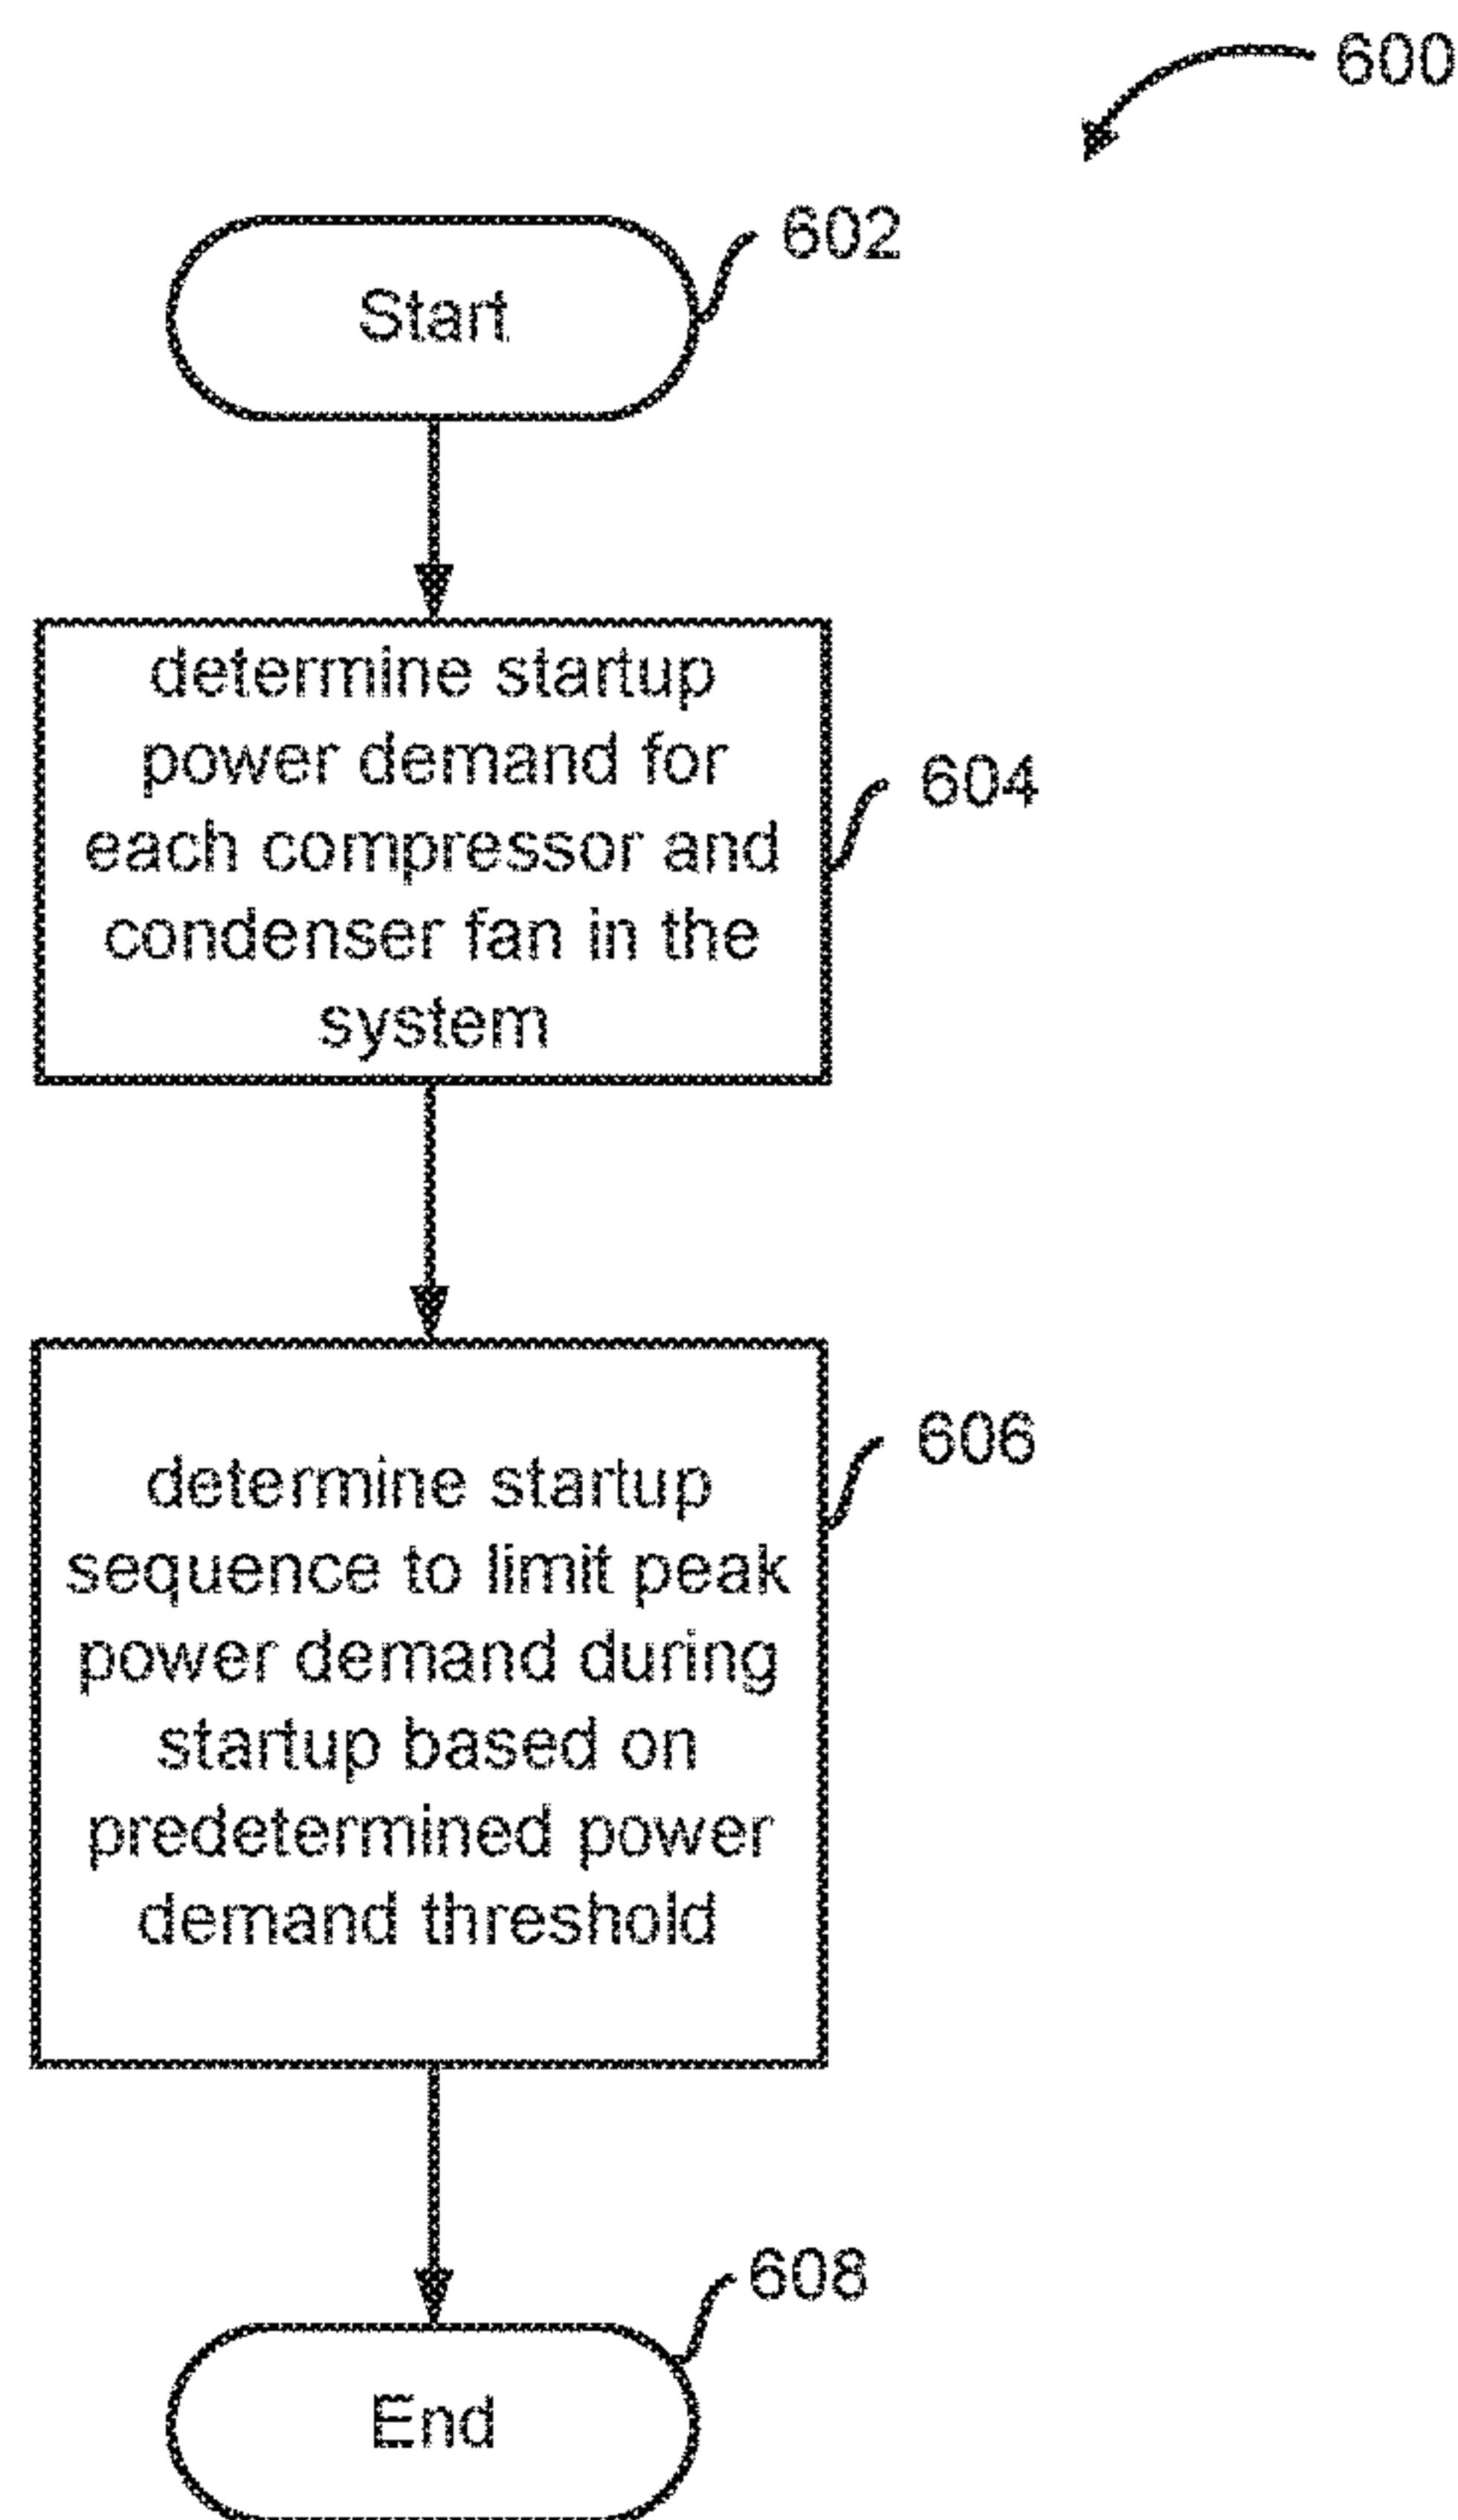 600
602
Start
determine startup
power demand for
each compressor and
condenser fan in the
system
604
determine startup
sequence to limit peak
power demand during
startup based on
predetermined power
demand threshold
606
608
End